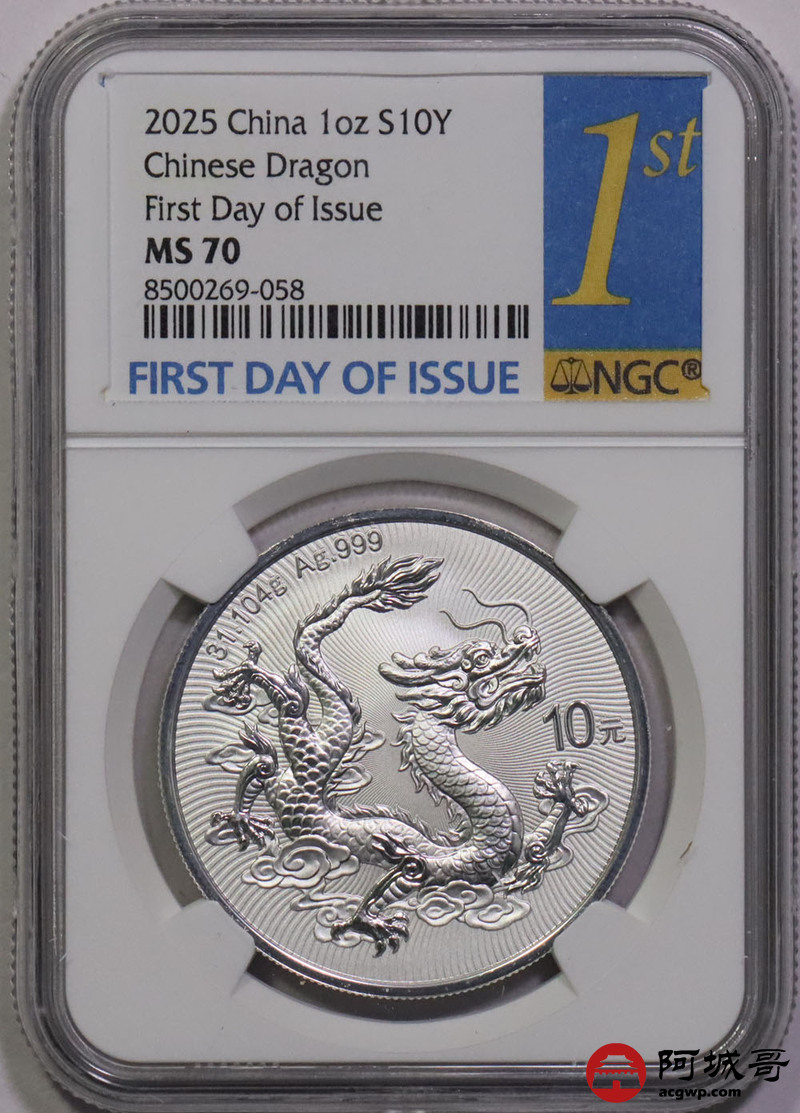 2025 China 1oz S10Y
Chinese Dragon
First Day of Issue
MS 70
8500269-058
FIRST DAY OF ISSUE
1st
NGC®
31.104g Ag.999
10元
阿城哥
acgwp.com